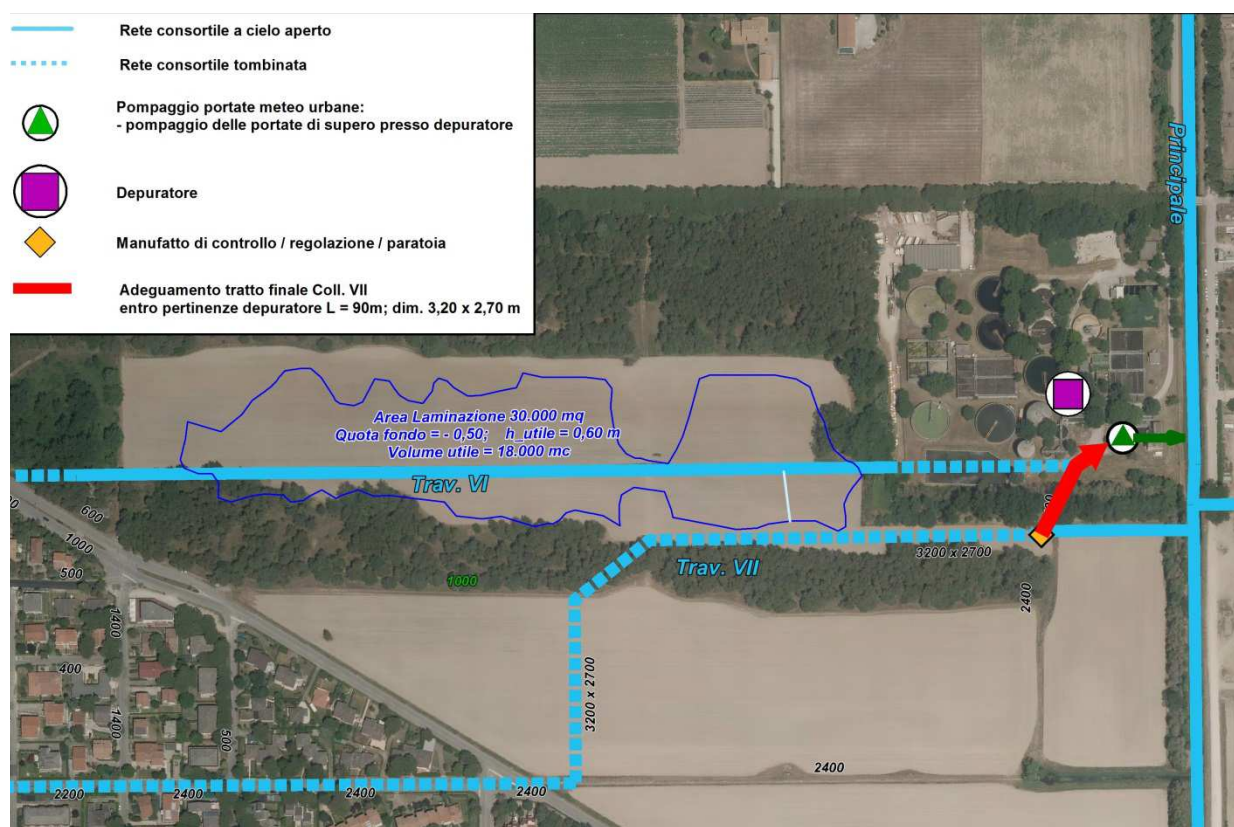 Rete consortile a cielo aperto
Rete consortile tombinata
Pompaggio portate meteo urbane:
- pompaggio delle portate di supero presso depuratore
Depuratore
Manufatto di controllo / regolazione / paratoia
Adeguamento tratto finale Coll. VII
entro pertinenze depuratore L = 90m; dim. 3,20 x 2,70 m
Principale
Area Laminazione 30.000 mq
Quota fondo = - 0,50; h_utile = 0,60 m
Volume utile = 18.000 mc
Trav. VI
600
1000
500
1400
400
1400
500
1000
Trav. VII
3200 x 2700
2400
3200 x 2700
2400
2200
2400
2400
2400